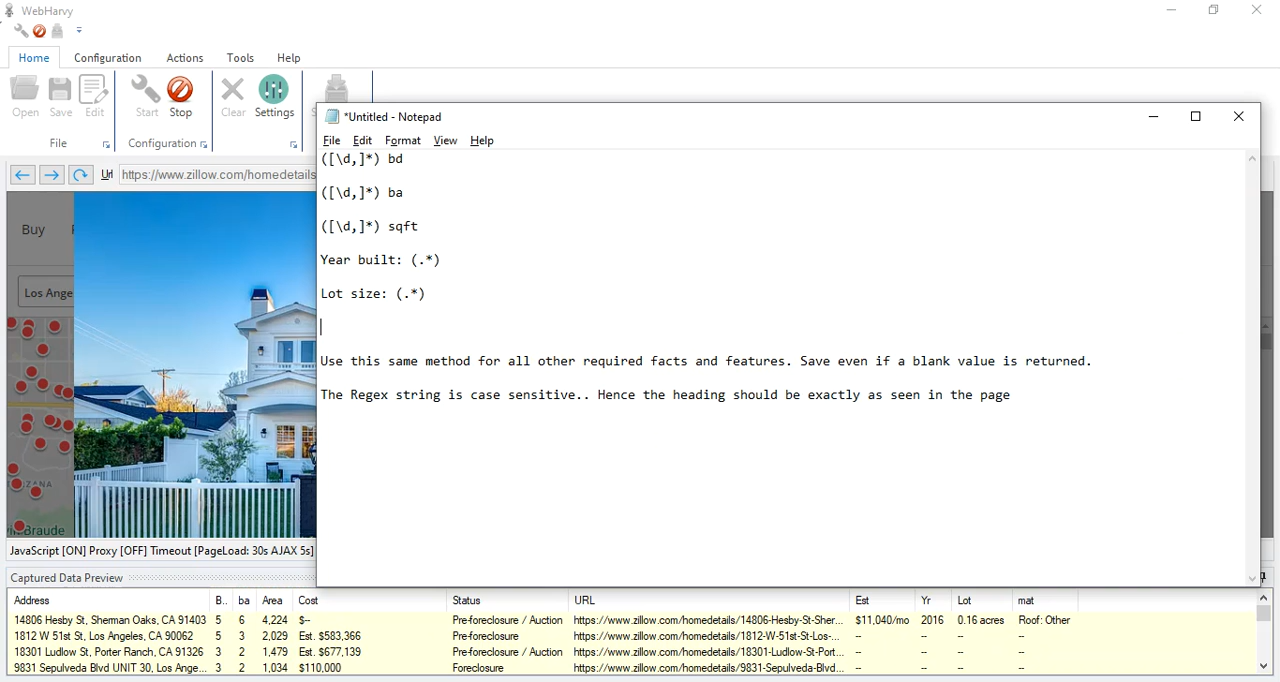 WebHarvy
Home Configuration Actions Tools Help
Open Save Edit Start Stop Clear Settings
File Configuration
*Untitled - Notepad
File Edit Format View Help
([\d,]*) bd
([\d,]*) ba
([\d,]*) sqft
Year built: (.*)
Lot size: (.*)
Use this same method for all other required facts and features. Save even if a blank value is returned.
The Regex string is case sensitive.. Hence the heading should be exactly as seen in the page
Url https://www.zillow.com/homedetails
Buy
Los Ange
Braude
JavaScript [ON] Proxy [OFF] Timeout [PageLoad: 30s AJAX 5s]
Captured Data Preview
Address B.. ba Area Cost Status URL Est Yr Lot mat
14806 Hesby St, Sherman Oaks, CA 91403 5 6 4,224 $-- Pre-foreclosure / Auction https://www.zillow.com/homedetails/14806-Hesby-St-Sher... $11,040/mo 2016 0.16 acres Roof: Other
1812 W 51st St, Los Angeles, CA 90062 5 3 2,029 Est. $583,366 Pre-foreclosure https://www.zillow.com/homedetails/1812-W-51st-St-Los-... -- -- -- --
18301 Ludlow St, Porter Ranch, CA 91326 3 2 1,479 Est. $677,139 Pre-foreclosure / Auction https://www.zillow.com/homedetails/18301-Ludlow-St-Port... -- -- -- --
9831 Sepulveda Blvd UNIT 30, Los Ange... 3 2 1,034 $110,000 Foreclosure https://www.zillow.com/homedetails/9831-Sepulveda-Blvd... -- -- -- --